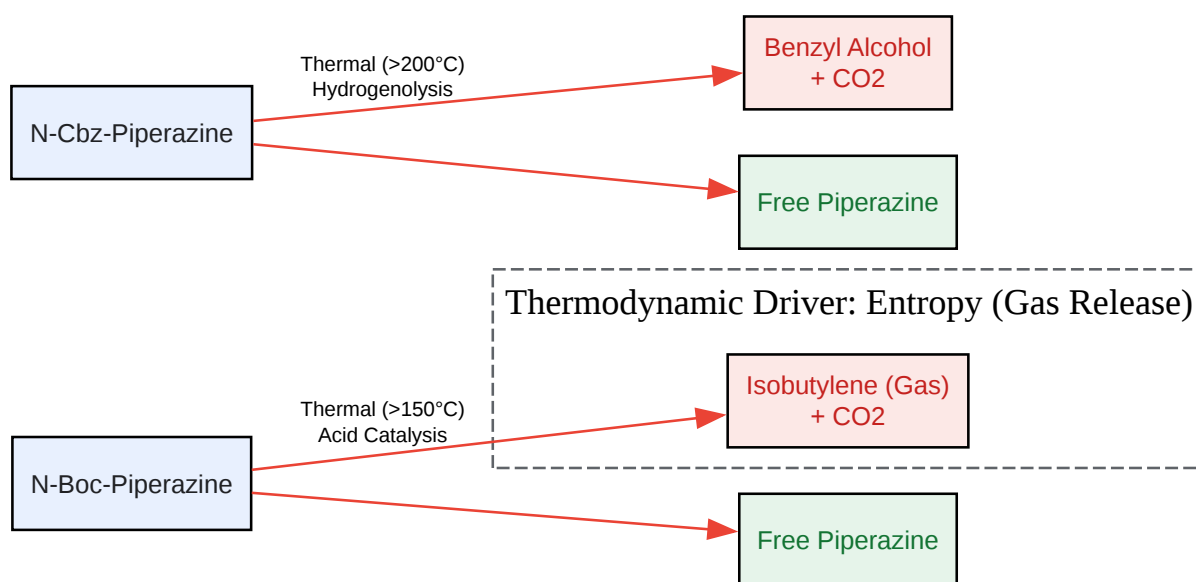 Thermal (>200°C)
Hydrogenolysis
Benzyl Alcohol
+ CO2
N-Cbz-Piperazine
Free Piperazine
Thermodynamic Driver: Entropy (Gas Release)
Thermal (>150°C)
Acid Catalysis
Isobutylene (Gas)
+ CO2
N-Boc-Piperazine
Free Piperazine